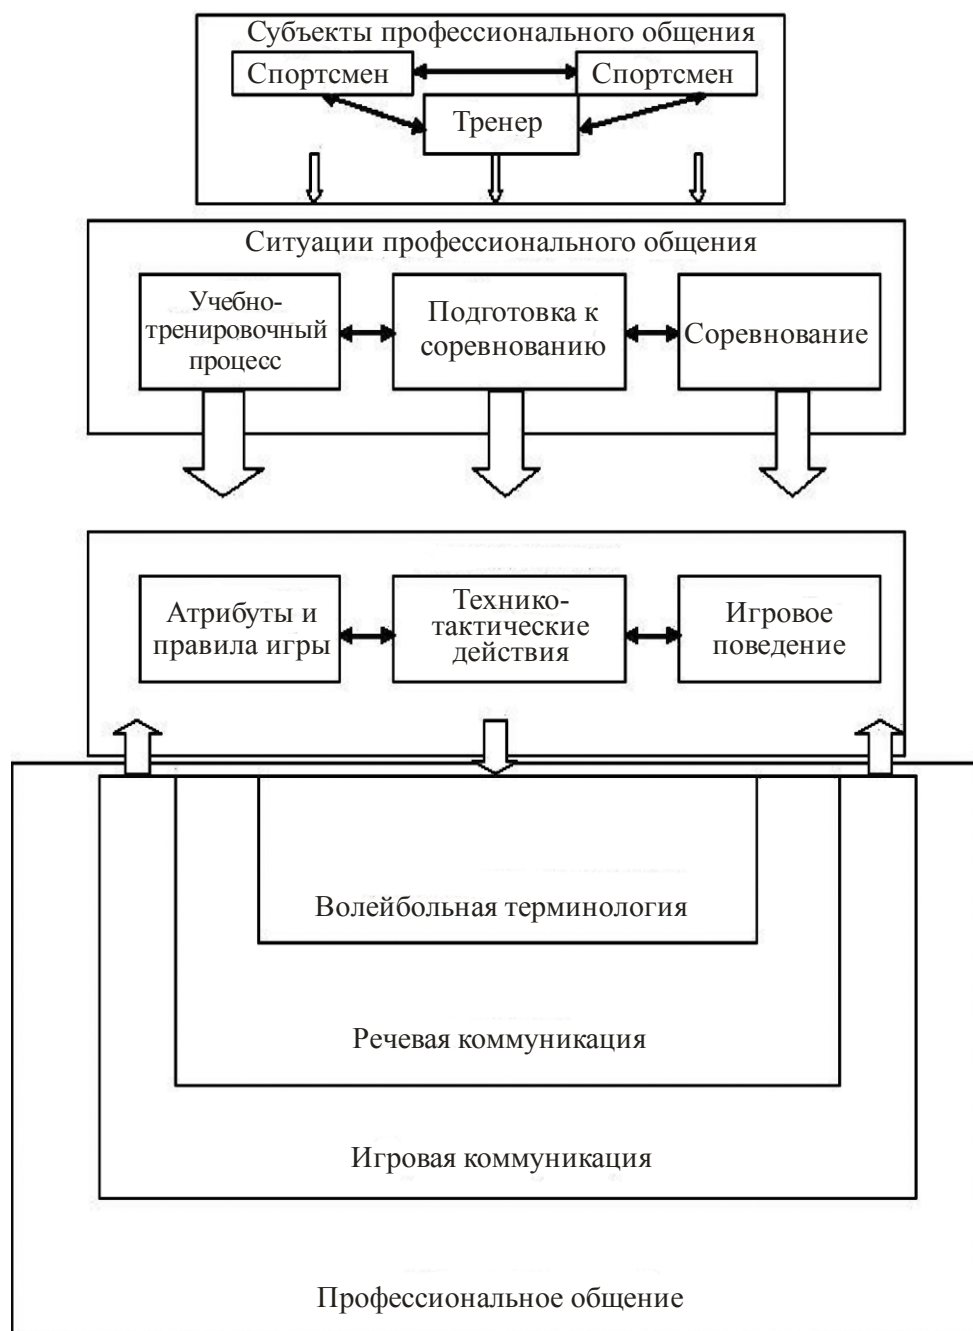 Субъекты профессионального общения
Спортсмен
Спортсмен
Тренер
Ситуации профессионального общения
Учебно-
тренировочный
процесс
Подготовка к
соревнованию
Соревнование
Атрибуты и
правила игры
Технико-
тактические
действия
Игровое
поведение
Волейбольная терминология
Речевая коммуникация
Игровая коммуникация
Профессиональное общение